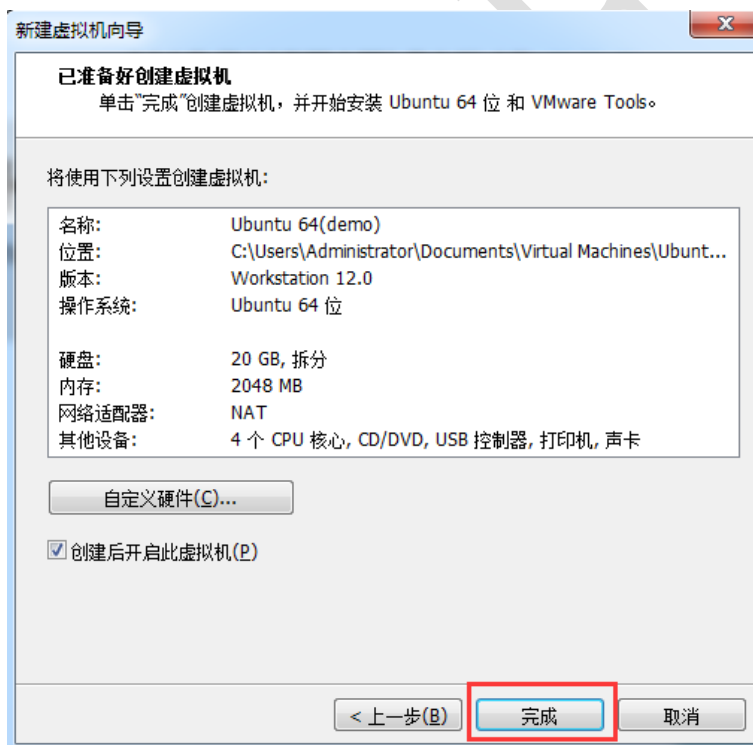 新建虚拟机向导
已准备好创建虚拟机
单击"完成"创建虚拟机，并开始安装 Ubuntu 64 位 和 VMware Tools。
将使用下列设置创建虚拟机：
名称: Ubuntu 64(demo)
位置: C:\Users\Administrator\Documents\Virtual Machines\Ubunt...
版本: Workstation 12.0
操作系统: Ubuntu 64 位
硬盘: 20 GB, 拆分
内存: 2048 MB
网络适配器: NAT
其他设备: 4 个 CPU 核心, CD/DVD, USB 控制器, 打印机, 声卡
自定义硬件(C)...
创建后开启此虚拟机(P)
< 上一步(B) 完成 取消